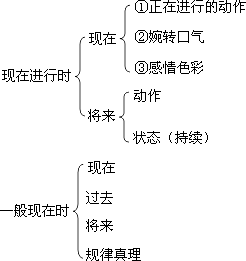 ①正在进行的动作
现在
②婉转口气
③感情色彩
现在进行时
动作
将来
状态（持续）
现在
过去
一般现在时
将来
规律真理